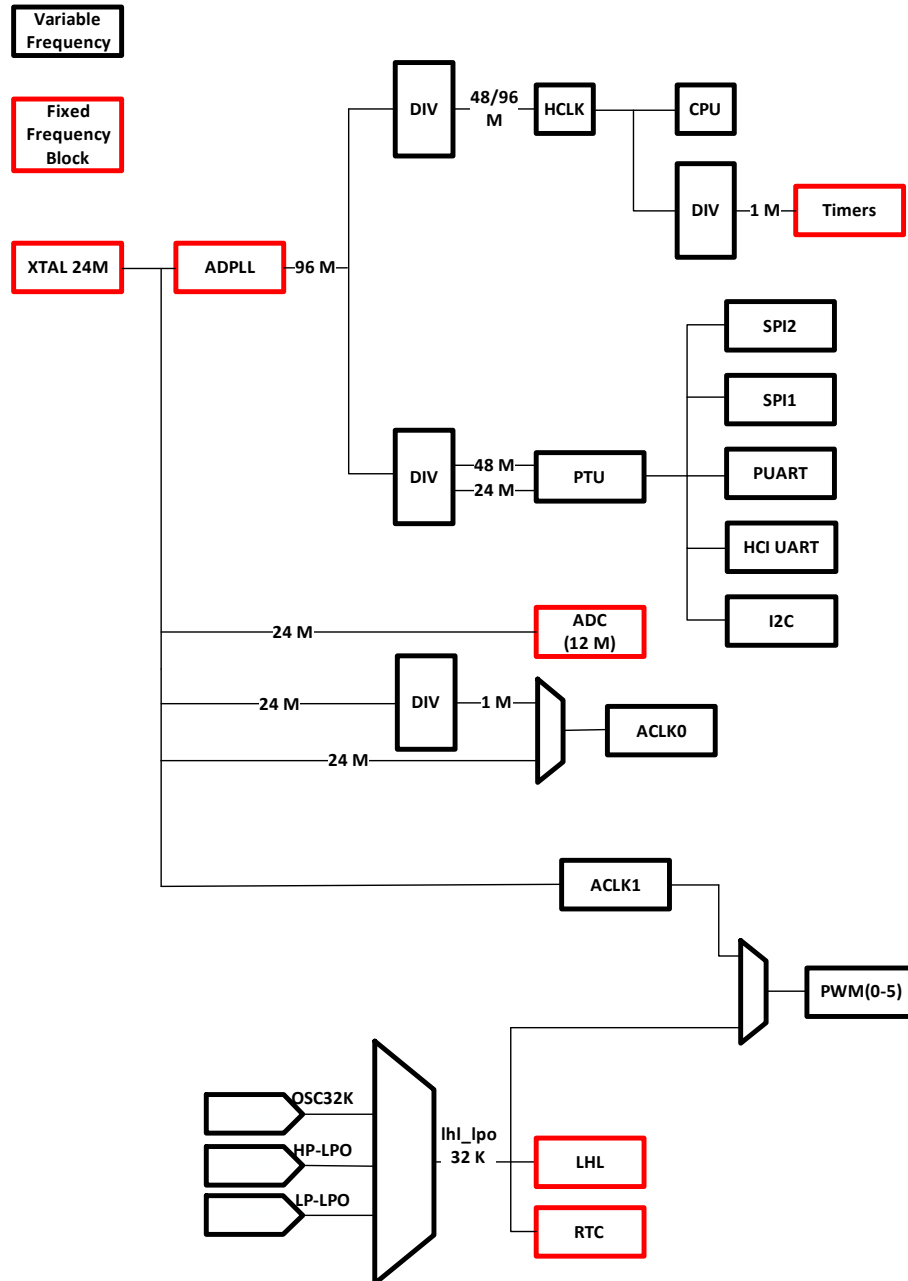 Variable
Frequency
Fixed
Frequency
Block
DIV
48/96
M
HCLK
CPU
DIV
1 M
Timers
XTAL 24M
ADPLL
96 M
SPI2
SPI1
DIV
48 M
24 M
PTU
PUART
HCI UART
I2C
24 M
ADC
(12 M)
24 M
DIV
1 M
24 M
ACLK0
ACLK1
PWM(0-5)
OSC32K
HP-LPO
LP-LPO
lhl_lpo
32 K
LHL
RTC